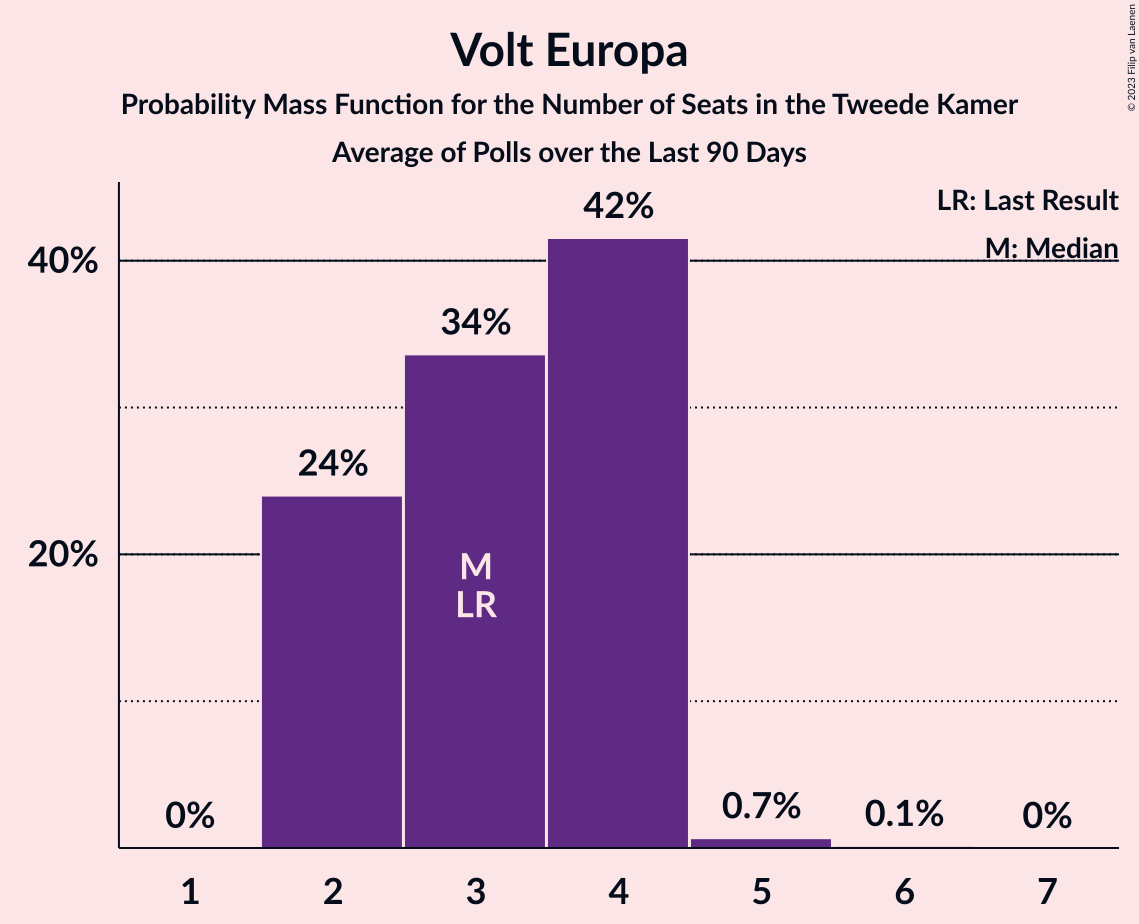 Volt Europa
Probability Mass Function for the Number of Seats in the Tweede Kamer
Average of Polls over the Last 90 Days
© 2023 Filip van Laenen
LR: Last Result
M: Median
40%
20%
0%
24%
34%
42%
0.7%
0.1%
0%
M
LR
1 2 3 4 5 6 7